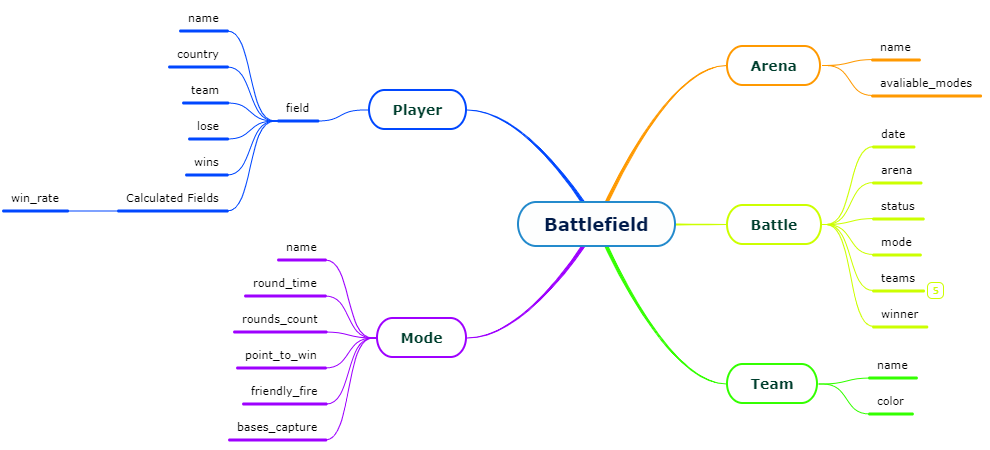 Battlefield
Player
field
name
country
team
lose
wins
Calculated Fields
win_rate
Mode
name
round_time
rounds_count
point_to_win
friendly_fire
bases_capture
Arena
name
avaliable_modes
Battle
date
arena
status
mode
teams
5
winner
Team
name
color